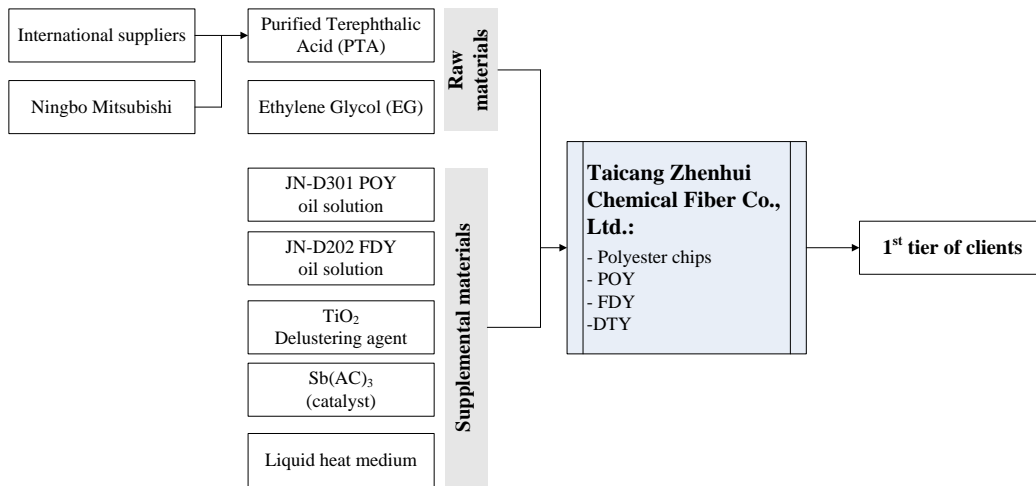 International suppliers
Ningbo Mitsubishi
Purified Terephthalic
Acid (PTA)
Ethylene Glycol (EG)
Raw
materials
JN-D301 POY
oil solution
JN-D202 FDY
oil solution
TiO₂
Delustering agent
Sb(AC)₃
(catalyst)
Liquid heat medium
Supplemental materials
Taicang Zhenhui
Chemical Fiber Co.,
Ltd.:
- Polyester chips
- POY
- FDY
-DTY
1st tier of clients